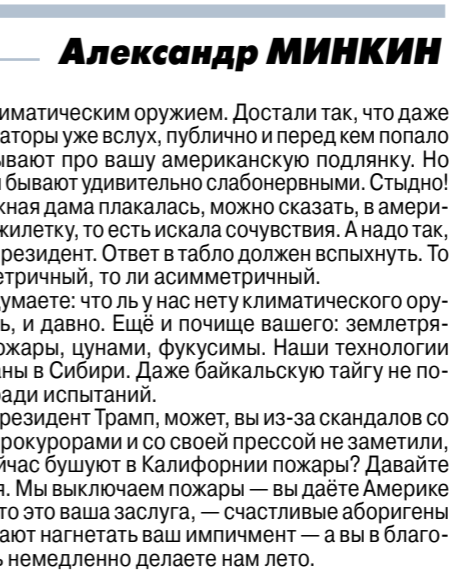 Александр МИНКИН
иматическим оружием. Достали так, что даже
аторы уже вслух, публично и перед кем попало
ывают про вашу американскую подлянку. Но
бывают удивительно слабонервными. Стыдно!
жная дама плакалась, можно сказать, в амери-
жилетку, то есть искала сочувствия. А надо так,
резидент. Ответ в табло должен вспыхнуть. То
етричный, то ли асимметричный.
думаете: что ль у нас нету климатического ору-
ь, и давно. Ещё и почище вашего: землетря-
ожары, цунами, фукусимы. Наши технологии
аны в Сибири. Даже байкальскую тайгу не по-
ради испытаний.
резидент Трамп, может, вы из-за скандалов со
рокурорами и со своей прессой не заметили,
йчас бушуют в Калифорнии пожары? Давайте
я. Мы выключаем пожары — вы даёте Америке
то это ваша заслуга, — счастливые аборигены
ают нагнетать ваш импичмент — а вы в благо-
ь немедленно делаете нам лето.